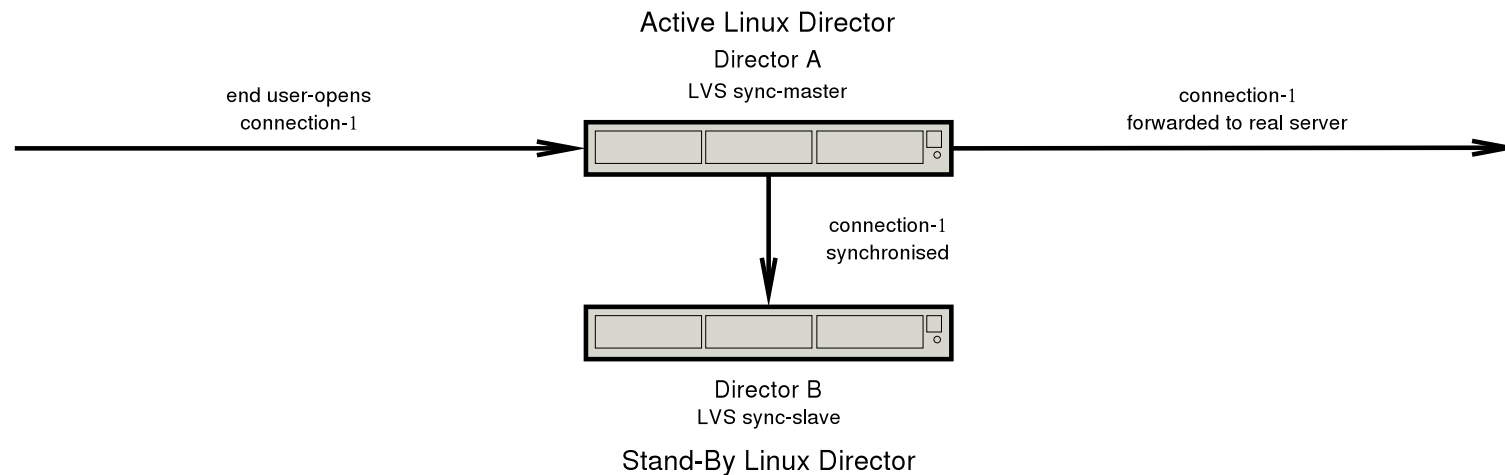 Active Linux Director
Director A
LVS sync-master
end user-opens
connection-1
connection-1
forwarded to real server
connection-1
synchronised
Director B
LVS sync-slave
Stand-By Linux Director